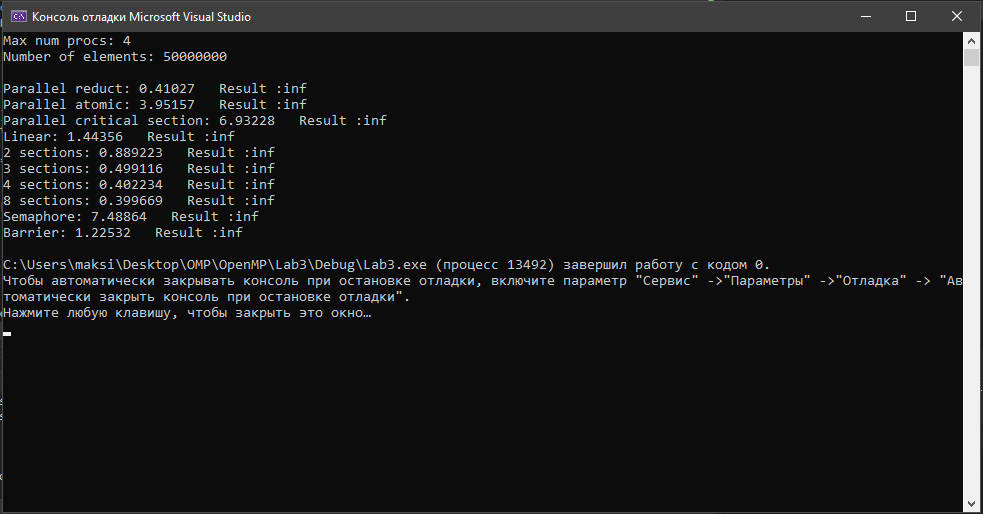 Консоль отладки Microsoft Visual Studio
Max num procs: 4
Number of elements: 50000000
Parallel reduct: 0.41027   Result :inf
Parallel atomic: 3.95157   Result :inf
Parallel critical section: 6.93228   Result :inf
Linear: 1.44356   Result :inf
2 sections: 0.889223   Result :inf
3 sections: 0.499116   Result :inf
4 sections: 0.402234   Result :inf
8 sections: 0.399669   Result :inf
Semaphore: 7.48864   Result :inf
Barrier: 1.22532   Result :inf
C:\Users\maksi\Desktop\OMP\OpenMP\Lab3\Debug\Lab3.exe (процесс 13492) завершил работу с кодом 0.
Чтобы автоматически закрывать консоль при остановке отладки, включите параметр "Сервис" ->"Параметры" ->"Отладка" -> "Ав
томатически закрыть консоль при остановке отладки".
Нажмите любую клавишу, чтобы закрыть это окно…